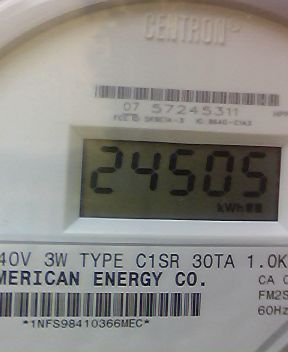 CENTRON®
07 57245311
24505
kWh
40V 3W TYPE C1SR 30TA 1.0K
MERICAN ENERGY CO.
CA 0
FM2S
60Hz
*1NFS98410366MEC*